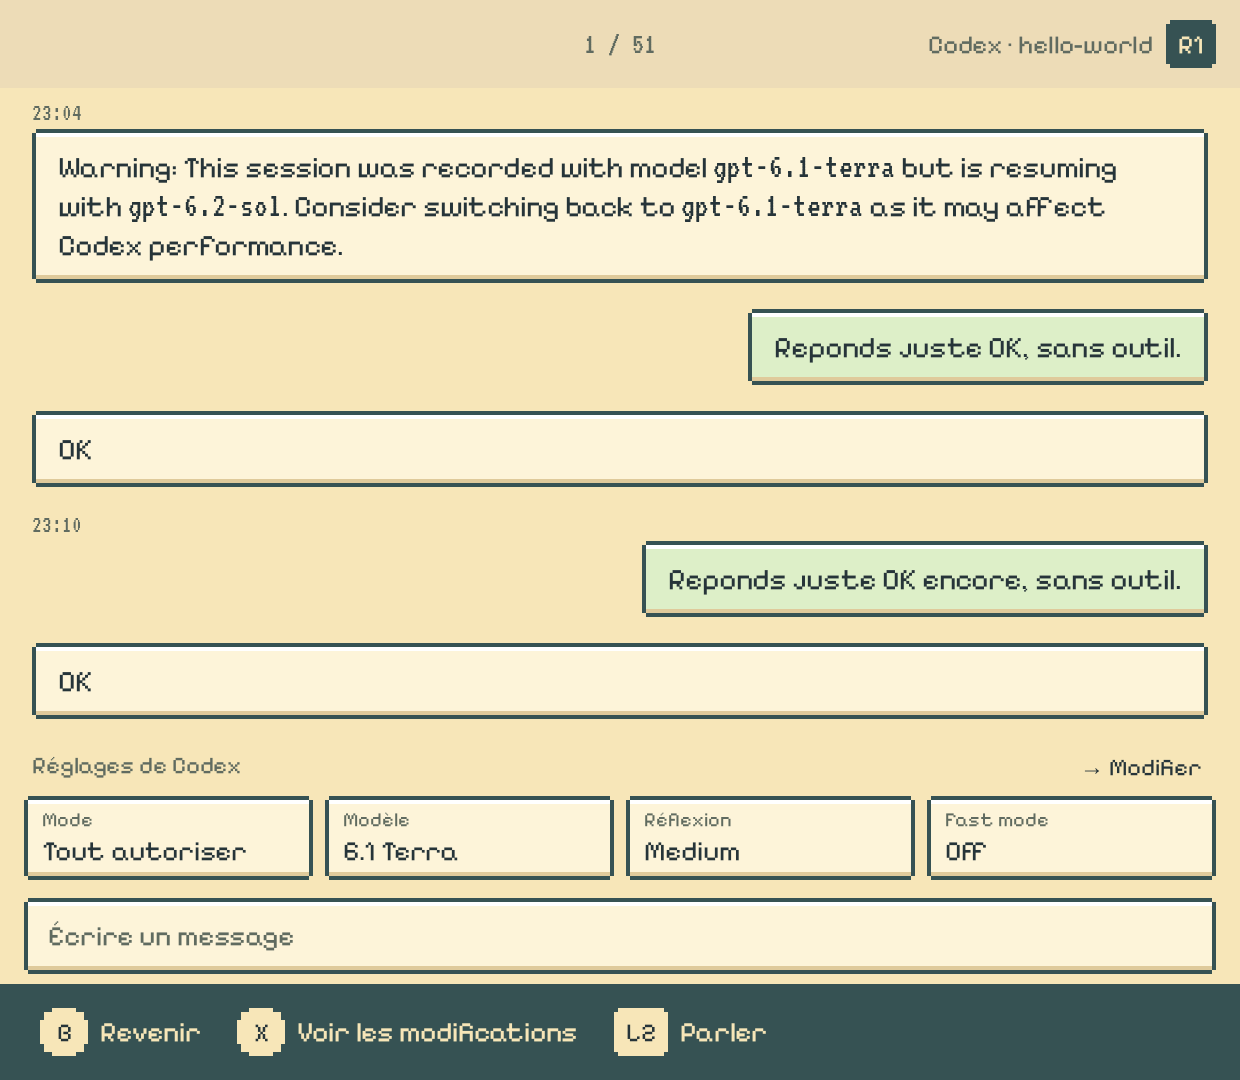 1 / 51
Codex · hello-world R1
23:04
Warning: This session was recorded with model gpt-6.1-terra but is resuming
with gpt-6.2-sol. Consider switching back to gpt-6.1-terra as it may affect
Codex performance.
Reponds juste OK, sans outil.
OK
23:10
Reponds juste OK encore, sans outil.
OK
Réglages de Codex
→ Modifier
Mode
Tout autoriser
Modèle
6.1 Terra
Réflexion
Medium
Fast mode
Off
Écrire un message
B Revenir X Voir les modifications L2 Parler